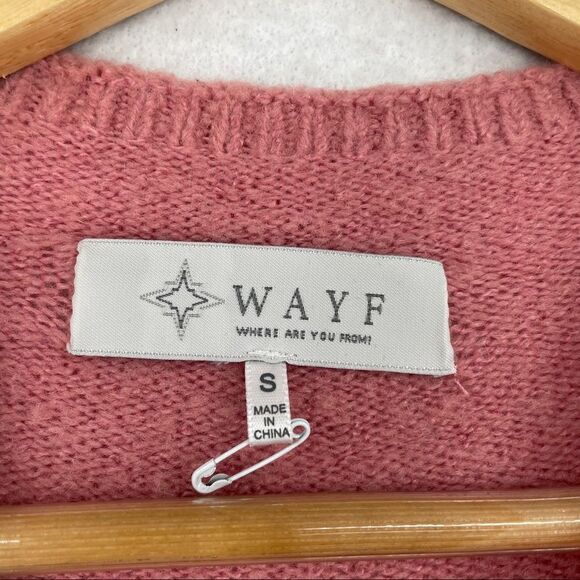 WAYF
WHERE ARE YOU FROM?
S
MADE
IN
CHINA